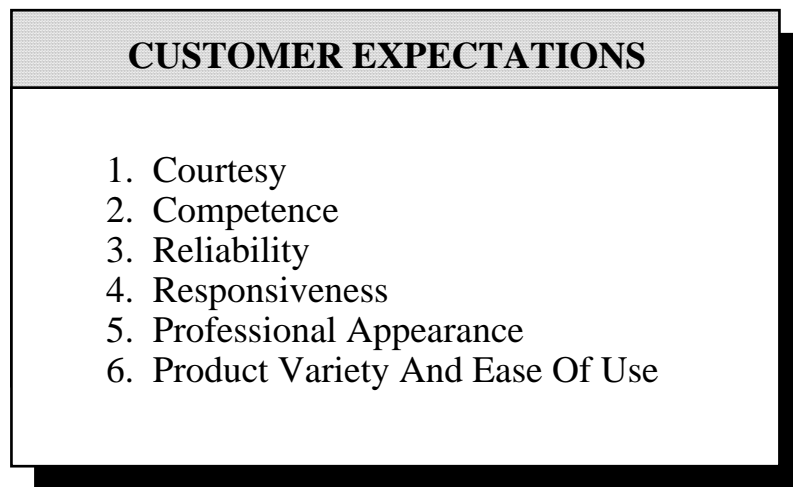 CUSTOMER EXPECTATIONS
1. Courtesy
2. Competence
3. Reliability
4. Responsiveness
5. Professional Appearance
6. Product Variety And Ease Of Use